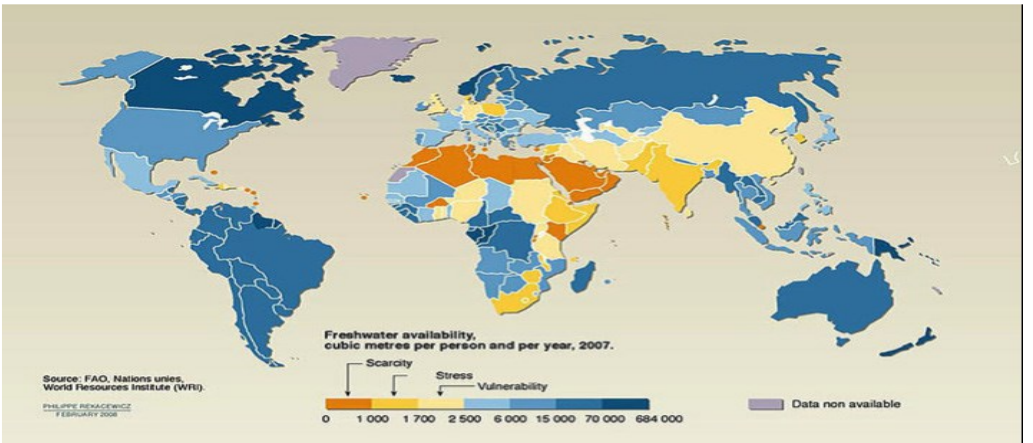 Freshwater availability,
cubic metres per person and per year, 2007.
Scarcity
Stress
Vulnerability
0 1 000 1 700 2 500 6 000 15 000 70 000 684 000
Data non available
Source: FAO, Nations unies,
World Resources Institute (WRI).
PHILIPPE REKACEWICZ
FEBRUARY 2006